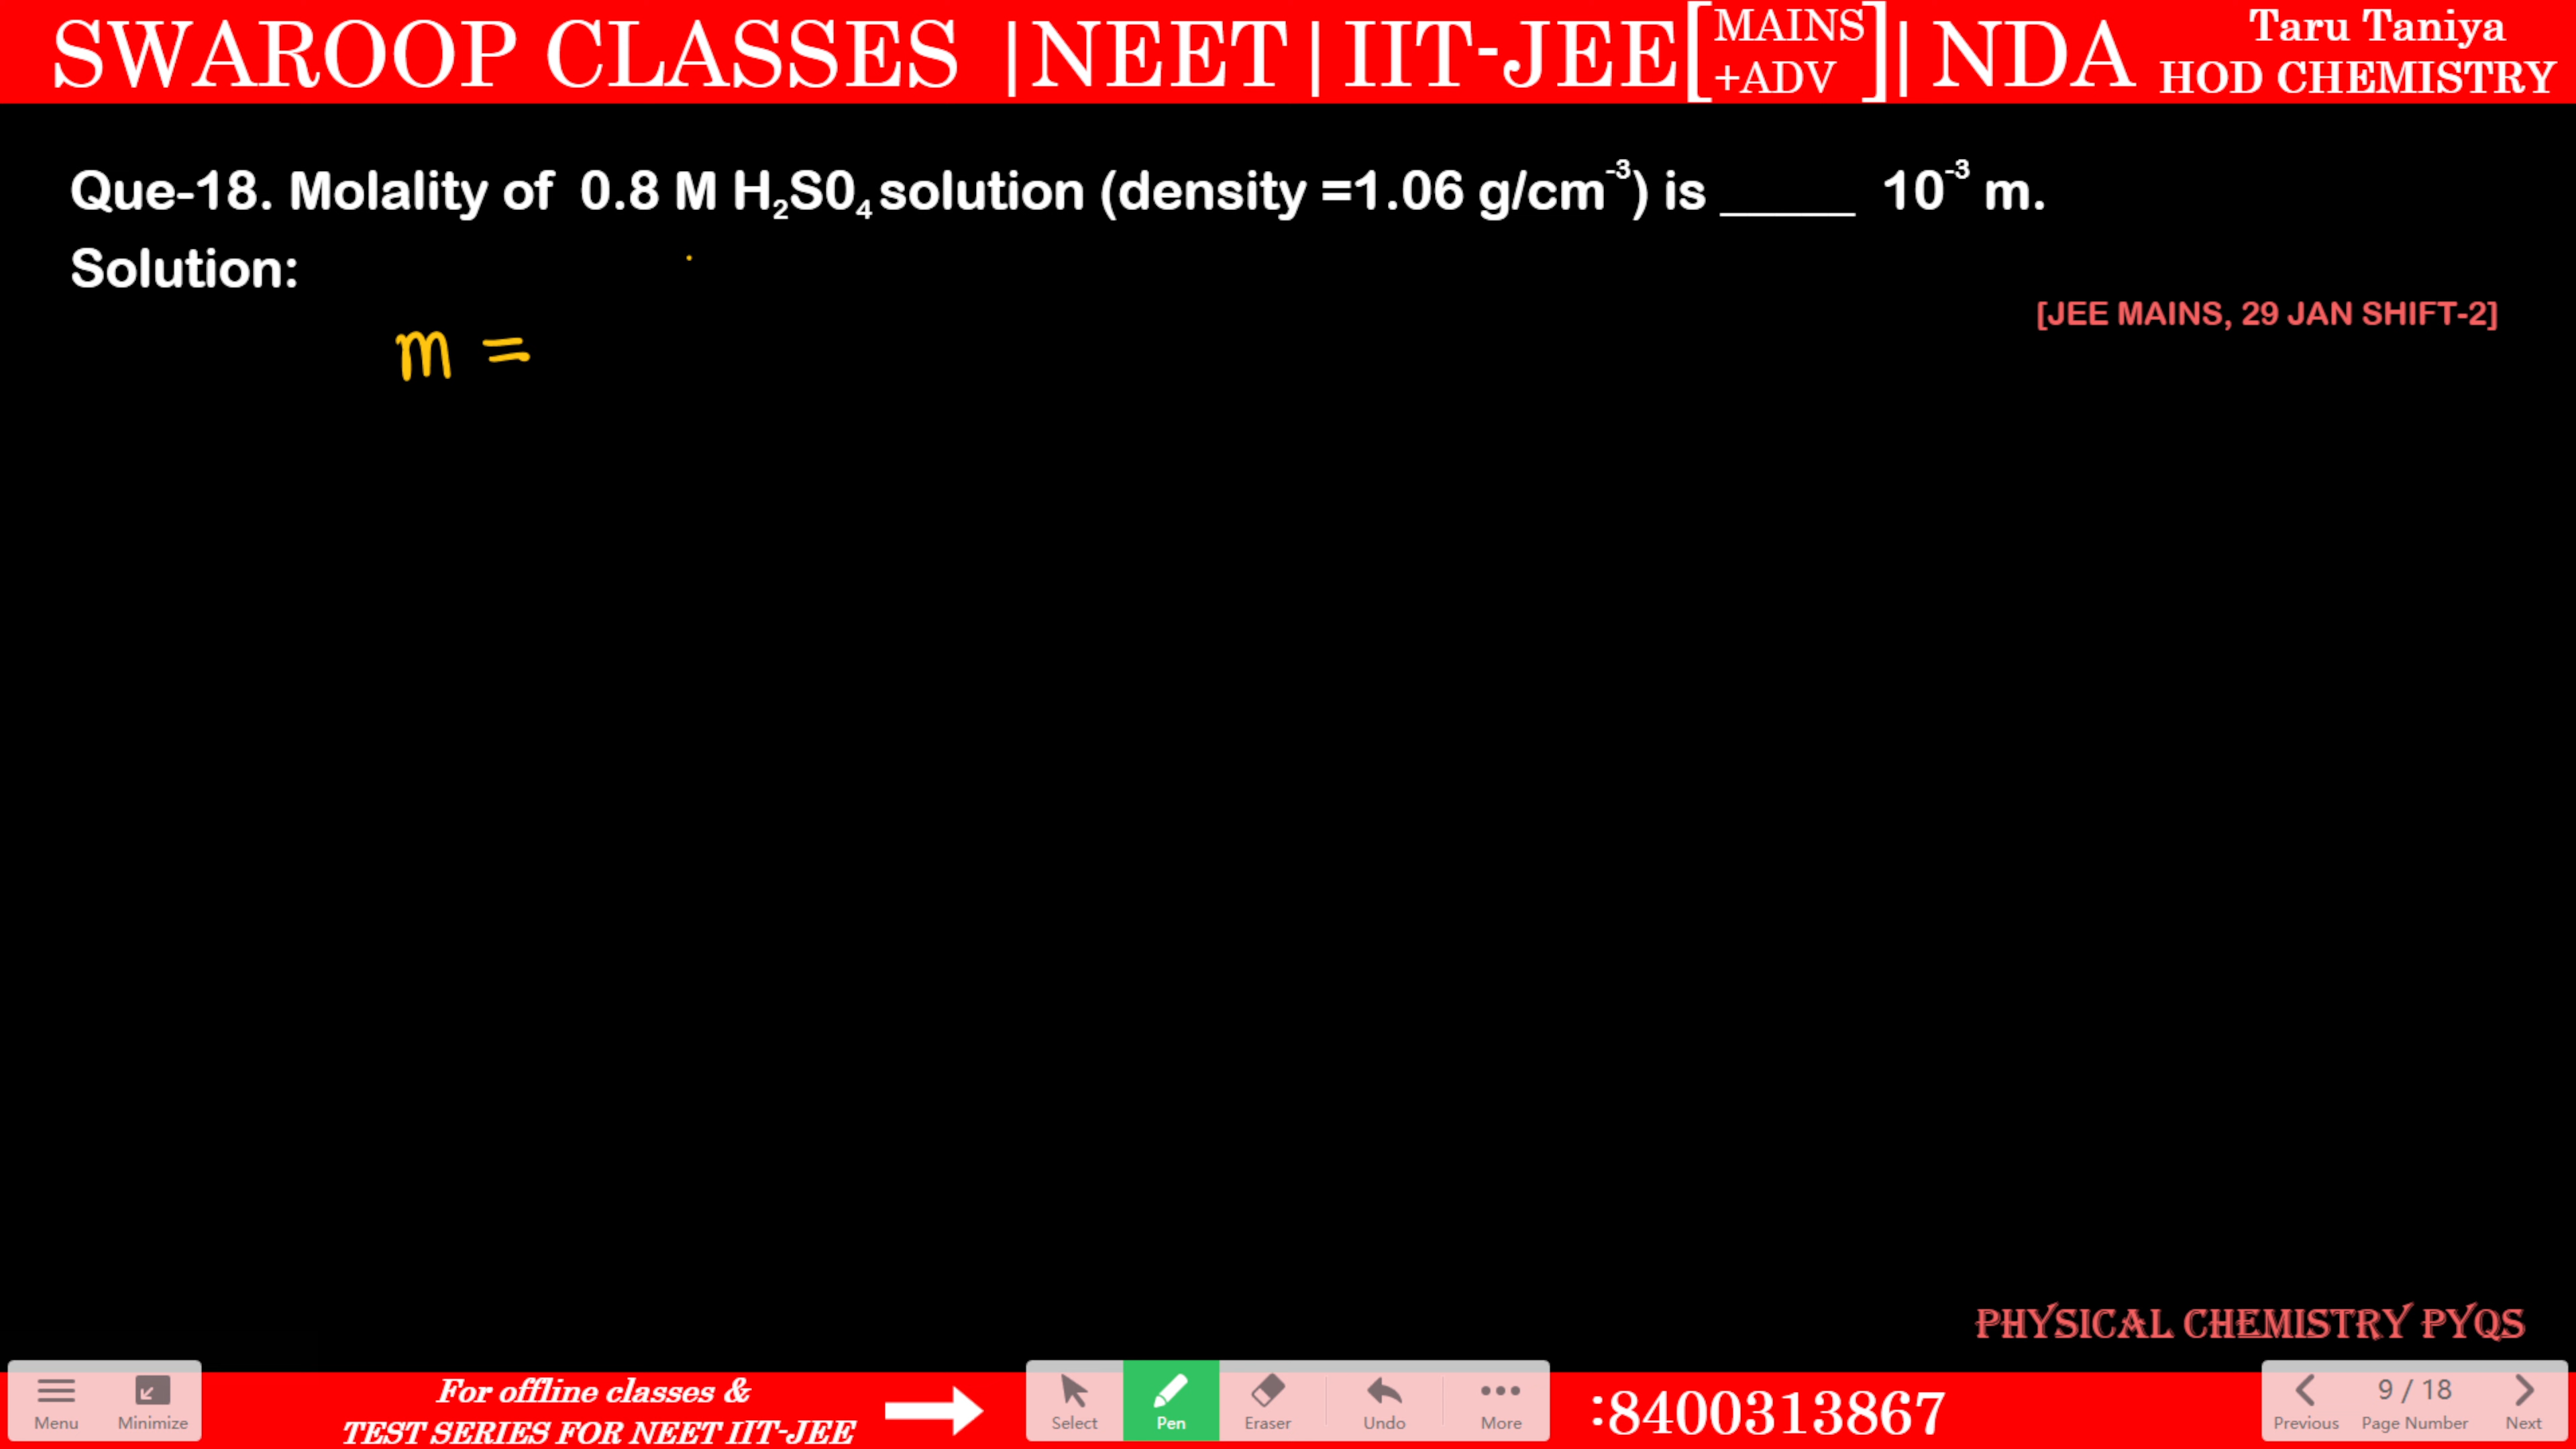 SWAROOP CLASSES |NEET| IIT-JEE[MAINS +ADV]| NDA
Taru Taniya
HOD CHEMISTRY
Que-18. Molality of 0.8 M H₂S0₄ solution (density =1.06 g/cm⁻³) is _____ 10⁻³ m.
Solution:
[JEE MAINS, 29 JAN SHIFT-2]
m =
PHYSICAL CHEMISTRY PYQS
Menu
Minimize
For offline classes &
TEST SERIES FOR NEET IIT-JEE
Select
Pen
Eraser
Undo
More
:8400313867
Previous
9 / 18
Page Number
Next